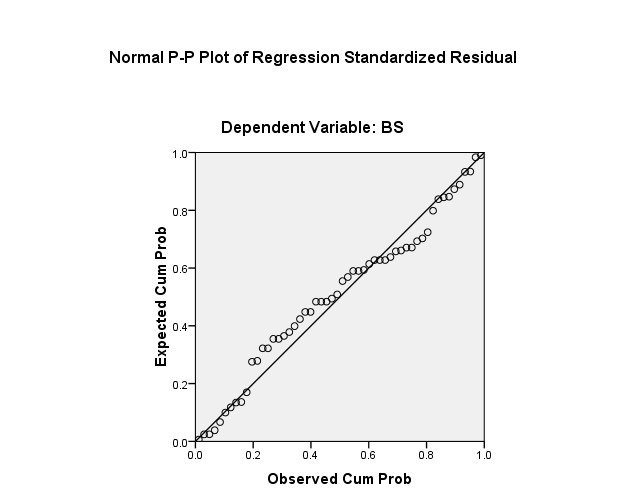 Normal P-P Plot of Regression Standardized Residual
Dependent Variable: BS
1.0
0.8
0.6
0.4
0.2
0.0
Expected Cum Prob
0.0 0.2 0.4 0.6 0.8 1.0
Observed Cum Prob